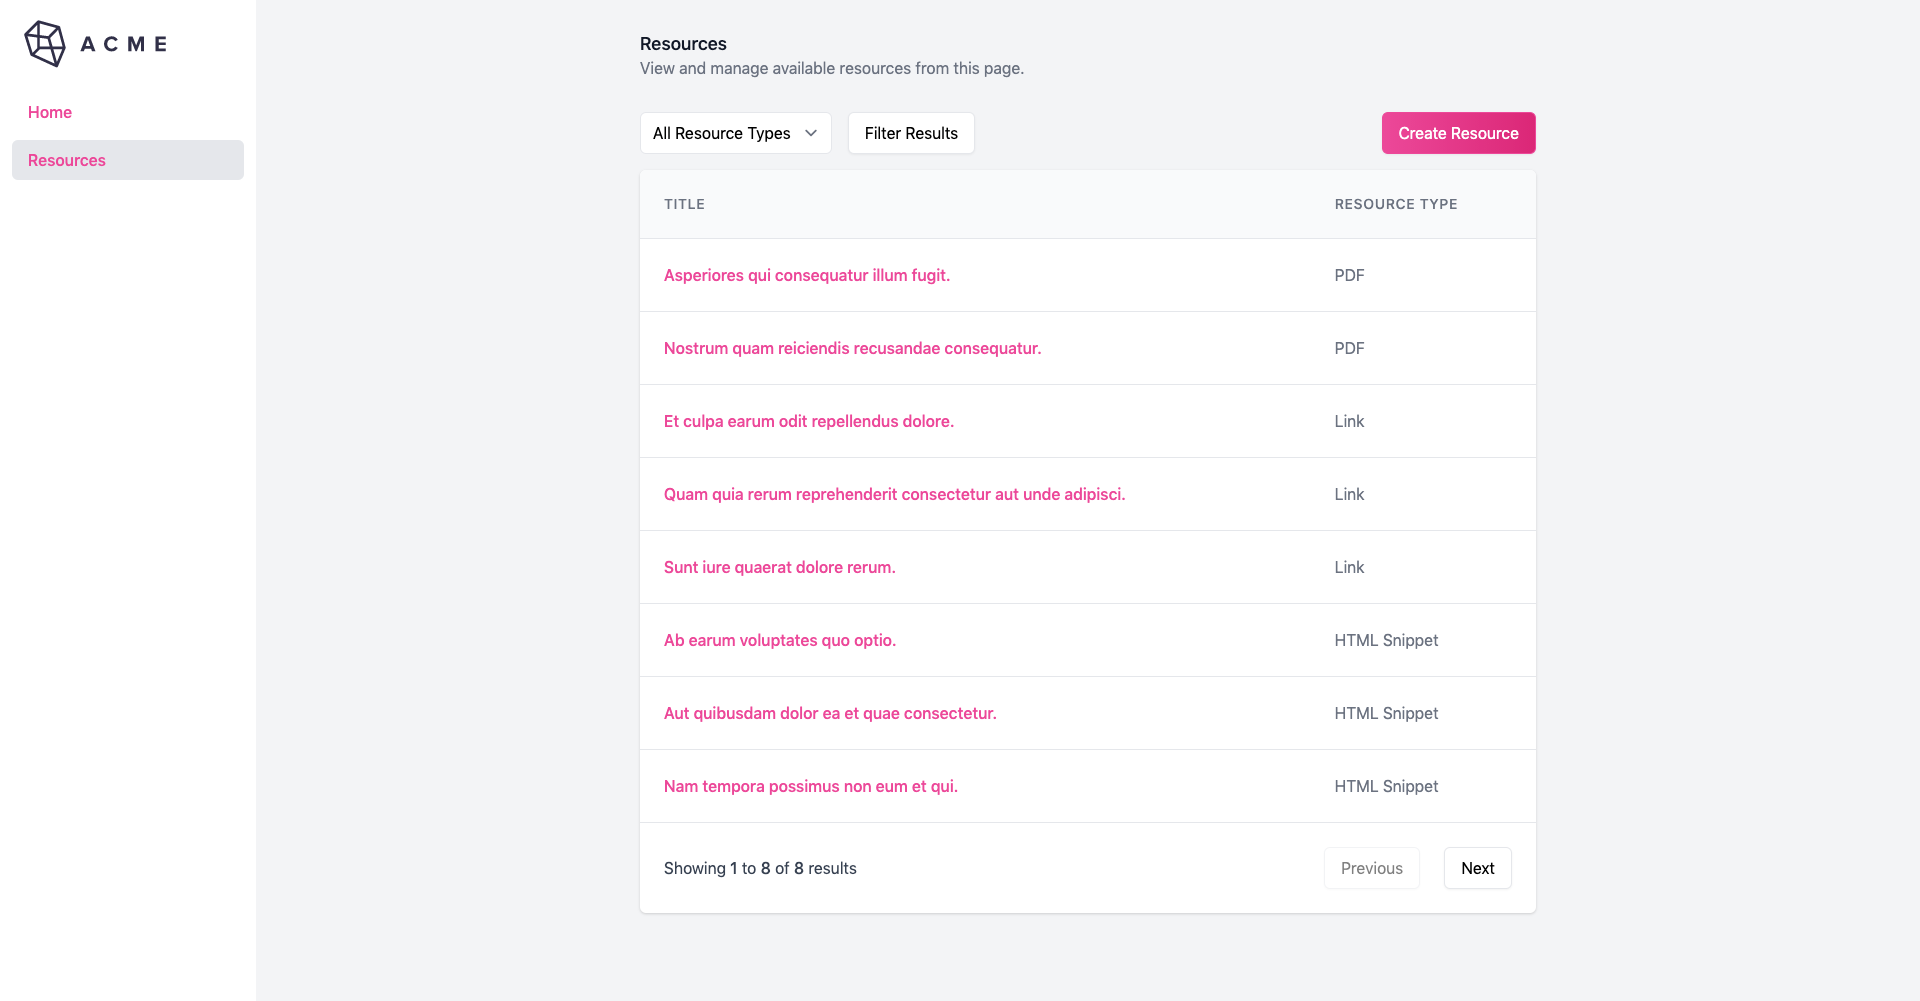 ACME
Home
Resources
Resources
View and manage available resources from this page.
All Resource Types
Filter Results
Create Resource
TITLE
RESOURCE TYPE
Asperiores qui consequatur illum fugit.
PDF
Nostrum quam reiciendis recusandae consequatur.
PDF
Et culpa earum odit repellendus dolore.
Link
Quam quia rerum reprehenderit consectetur aut unde adipisci.
Link
Sunt iure quaerat dolore rerum.
Link
Ab earum voluptates quo optio.
HTML Snippet
Aut quibusdam dolor ea et quae consectetur.
HTML Snippet
Nam tempora possimus non eum et qui.
HTML Snippet
Showing 1 to 8 of 8 results
Previous
Next